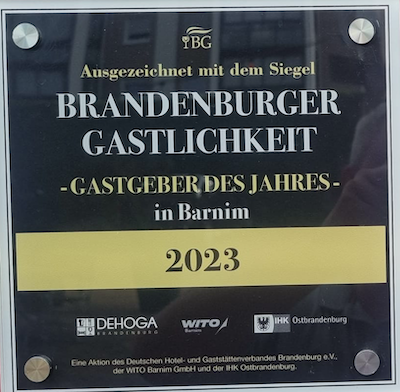 BG
Ausgezeichnet mit dem Siegel
BRANDENBURGER
GASTLICHKEIT
-GASTGEBER DES JAHRES-
in Barnim
2023
DEHOGA
BRANDENBURG
WITO
Barnim
IHK Ostbrandenburg
Eine Aktion des Deutschen Hotel- und Gaststättenverbandes Brandenburg e.V.,
der WITO Barnim GmbH und der IHK Ostbrandenburg.